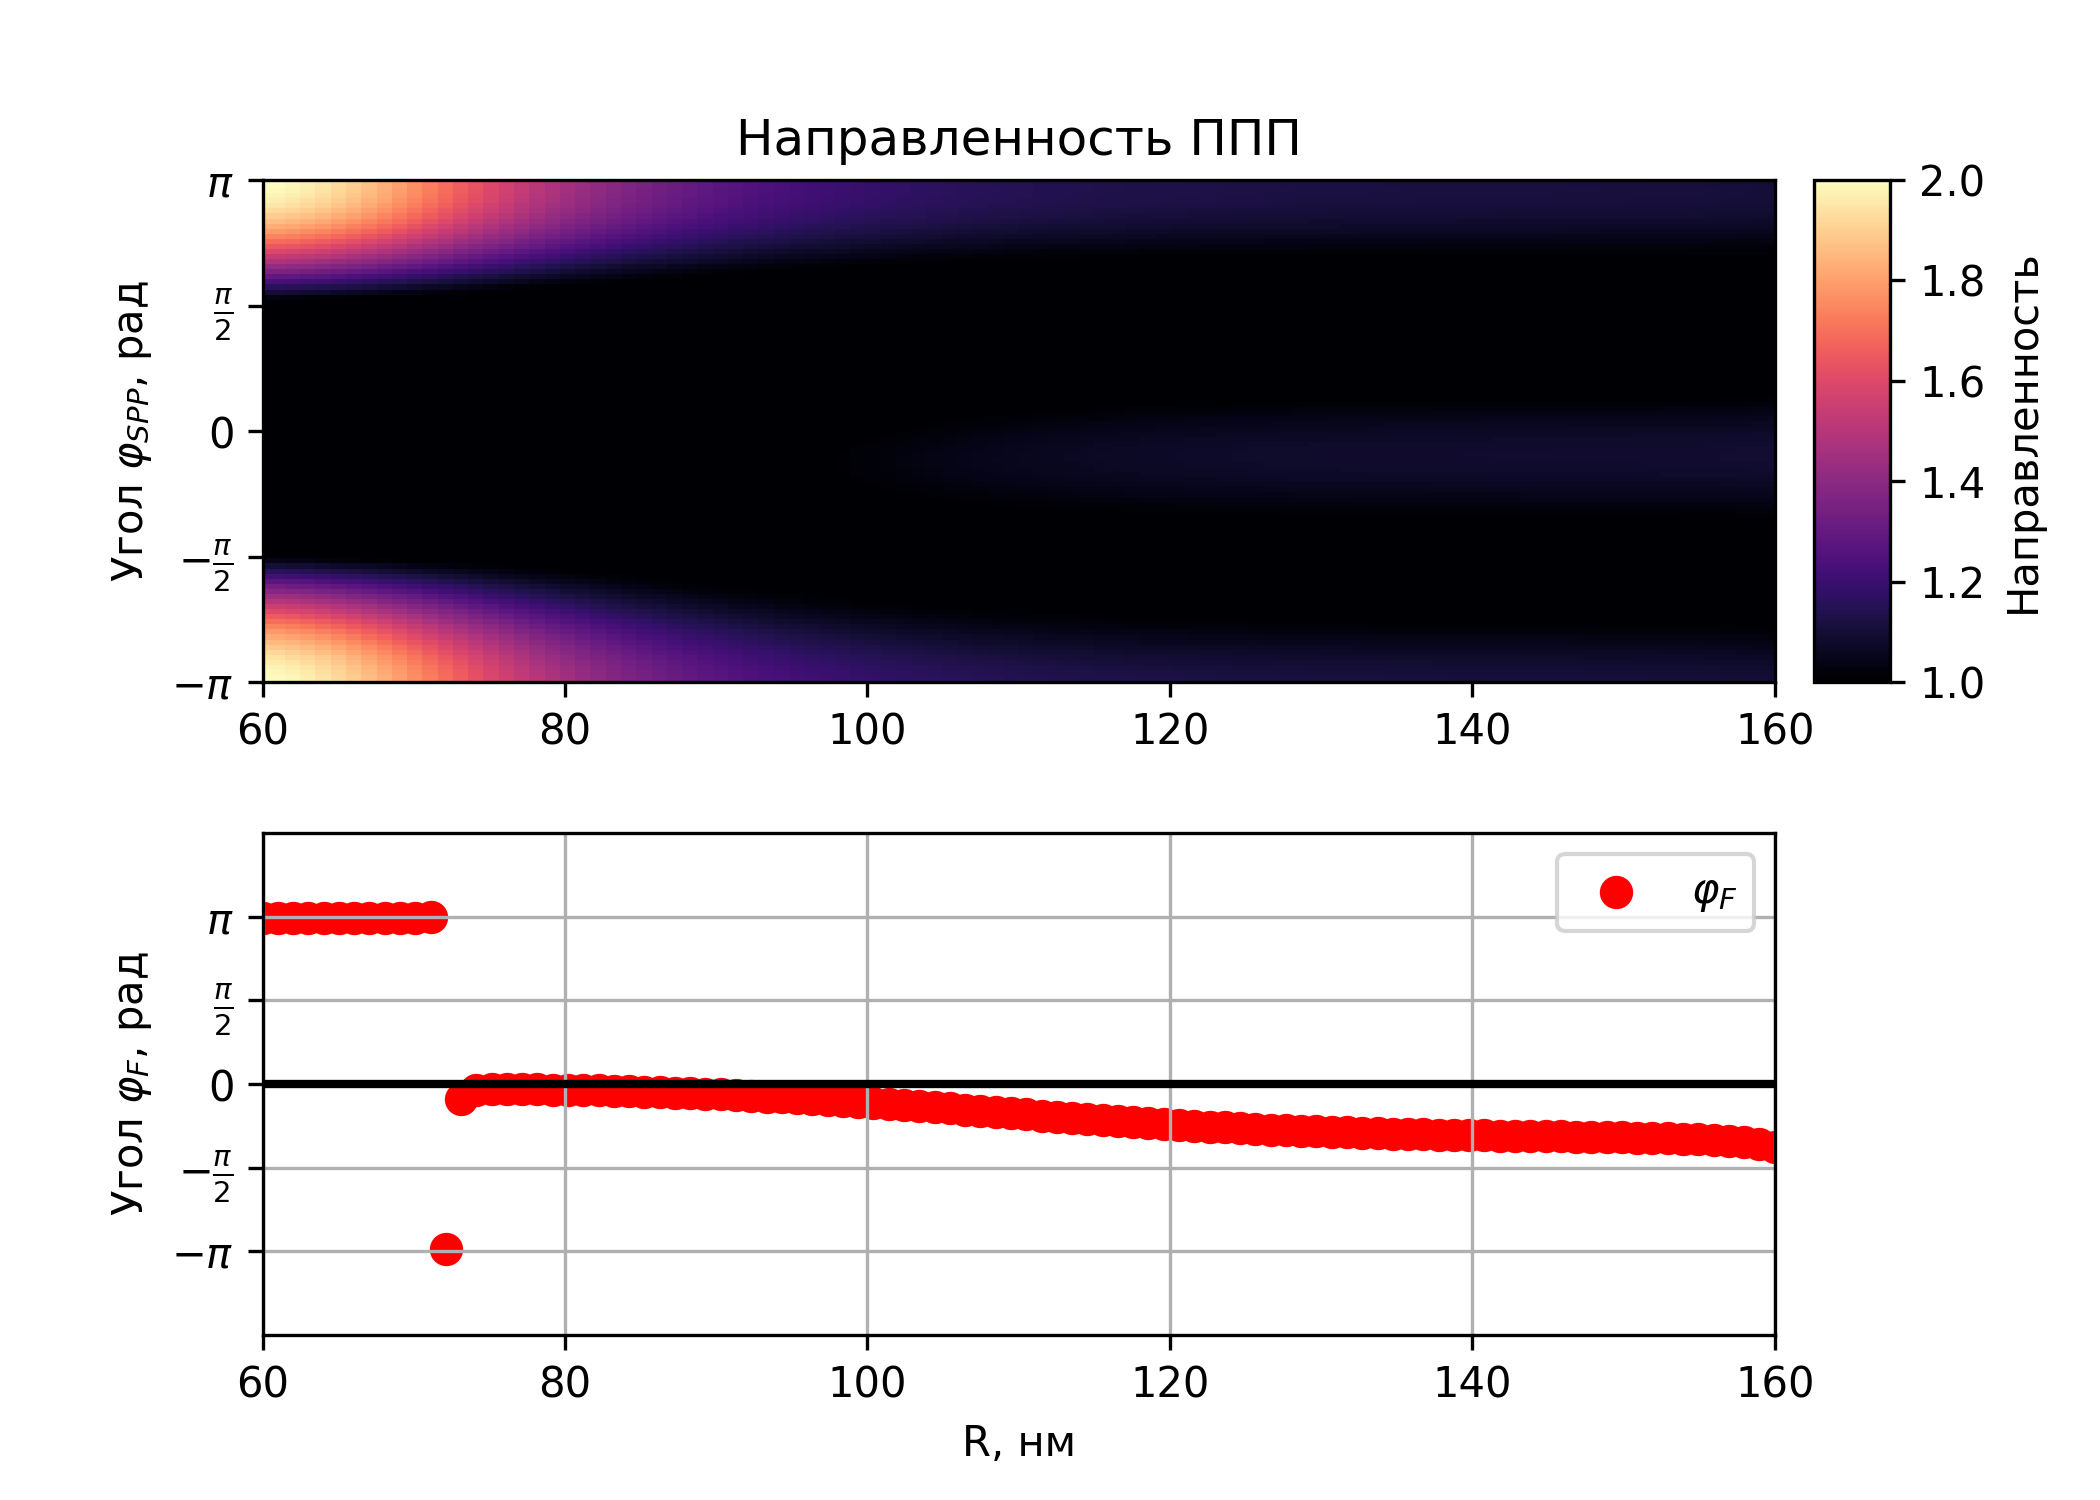 Направленность ППП
π
π/2
0
−π/2
−π
Угол φ_SPP, рад
60 80 100 120 140 160
2.0
1.8
1.6
1.4
1.2
1.0
Направленность
φ_F
π
π/2
0
−π/2
−π
Угол φ_F, рад
60 80 100 120 140 160
R, нм